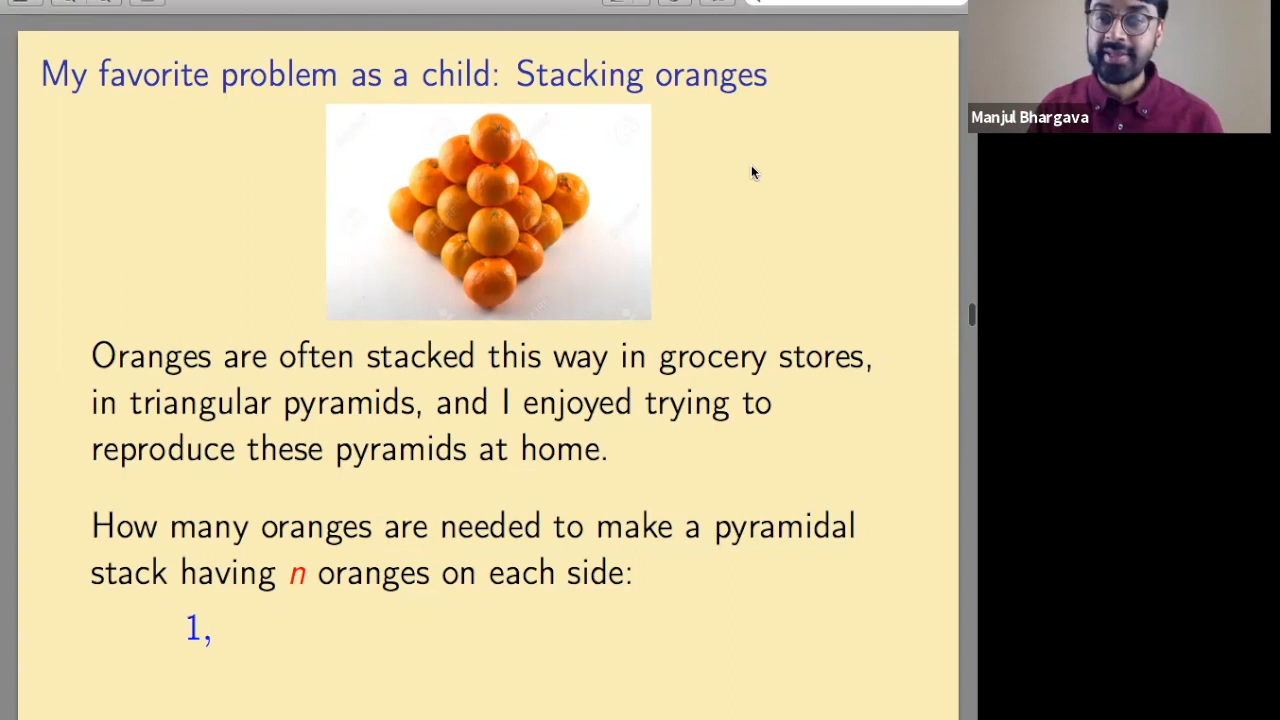 My favorite problem as a child: Stacking oranges
Manjul Bhargava
Oranges are often stacked this way in grocery stores,
in triangular pyramids, and I enjoyed trying to
reproduce these pyramids at home.
How many oranges are needed to make a pyramidal
stack having n oranges on each side:
1,